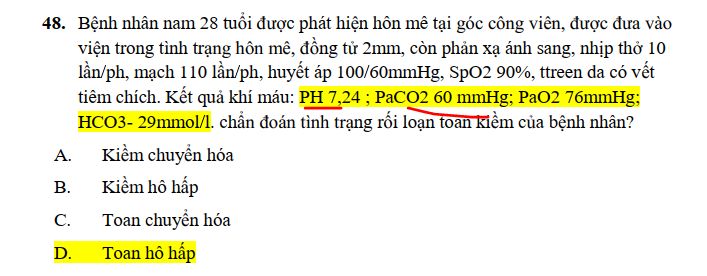 48. Bệnh nhân nam 28 tuổi được phát hiện hôn mê tại góc công viên, được đưa vào
viện trong tình trạng hôn mê, đồng tử 2mm, còn phản xạ ánh sang, nhịp thở 10
lần/ph, mạch 110 lần/ph, huyết áp 100/60mmHg, SpO2 90%, ttreen da có vết
tiêm chích. Kết quả khí máu: PH 7,24 ; PaCO2 60 mmHg; PaO2 76mmHg;
HCO3- 29mmol/l. chẩn đoán tình trạng rối loạn toan kiềm của bệnh nhân?
A. Kiềm chuyển hóa
B. Kiềm hô hấp
C. Toan chuyển hóa
D. Toan hô hấp